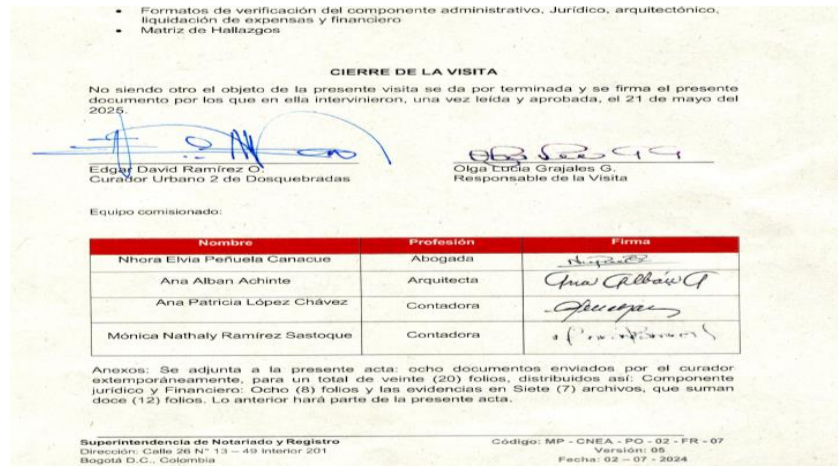 • Formatos de verificación del componente administrativo, Jurídico, arquitectónico,
liquidación de expensas y financiero
• Matriz de Hallazgos
CIERRE DE LA VISITA
No siendo otro el objeto de la presente visita se da por terminada y se firma el presente
documento por los que en ella intervinieron, una vez leída y aprobada, el 21 de mayo del
2025.
Edgar David Ramírez O. Olga Lucia Grajales G.
Curador Urbano 2 de Dosquebradas Responsable de la Visita
Equipo comisionado:
Nombre Profesión Firma
Nhora Elvia Peñuela Canacue Abogada
Ana Alban Achinte Arquitecta Ana Albán A
Ana Patricia López Chávez Contadora
Mónica Nathaly Ramírez Sastoque Contadora
Anexos: Se adjunta a la presente acta: ocho documentos enviados por el curador
extemporáneamente, para un total de veinte (20) folios, distribuidos así: Componente
jurídico y Financiero: Ocho (8) folios y las evidencias en Siete (7) archivos, que suman
doce (12) folios. Lo anterior hará parte de la presente acta.
Superintendencia de Notariado y Registro Código: MP - CNEA - PO - 02 - FR - 07
Dirección: Calle 26 N° 13 – 49 Interior 201 Versión: 05
Bogotá D.C., Colombia Fecha: 02 – 07 - 2024